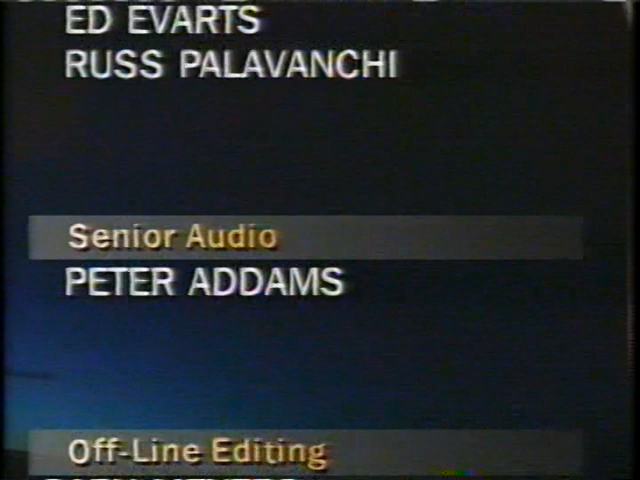 ED EVARTS
RUSS PALAVANCHI
Senior Audio
PETER ADDAMS
Off-Line Editing